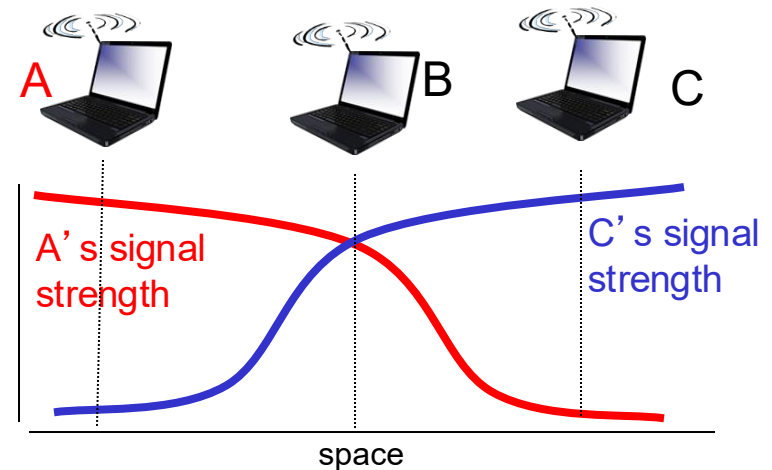 A
B
C
A’s signal
strength
C’s signal
strength
space